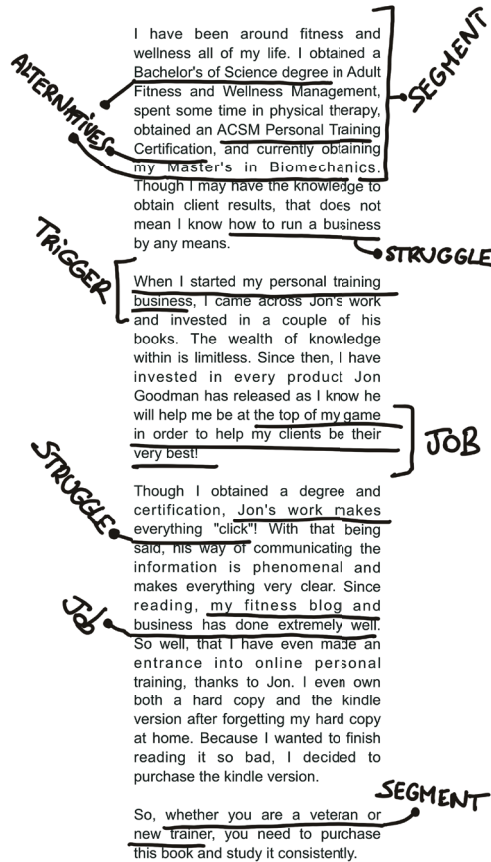 I have been around fitness and
wellness all of my life. I obtained a
Bachelor's of Science degree in Adult
Fitness and Wellness Management,
spent some time in physical therapy,
obtained an ACSM Personal Training
Certification, and currently obtaining
my Master's in Biomechanics.
Though I may have the knowledge to
obtain client results, that does not
mean I know how to run a business
by any means.
ALTERNATIVES
SEGMENT
STRUGGLE
TRIGGER
When I started my personal training
business, I came across Jon's work
and invested in a couple of his
books. The wealth of knowledge
within is limitless. Since then, I have
invested in every product Jon
Goodman has released as I know he
will help me be at the top of my game
in order to help my clients be their
very best!
JOB
STRUGGLE
Though I obtained a degree and
certification, Jon's work makes
everything "click"! With that being
said, his way of communicating the
information is phenomenal and
makes everything very clear. Since
reading, my fitness blog and
business has done extremely well.
So well, that I have even made an
entrance into online personal
training, thanks to Jon. I even own
both a hard copy and the kindle
version after forgetting my hard copy
at home. Because I wanted to finish
reading it so bad, I decided to
purchase the kindle version.
Job
SEGMENT
So, whether you are a veteran or
new trainer, you need to purchase
this book and study it consistently.